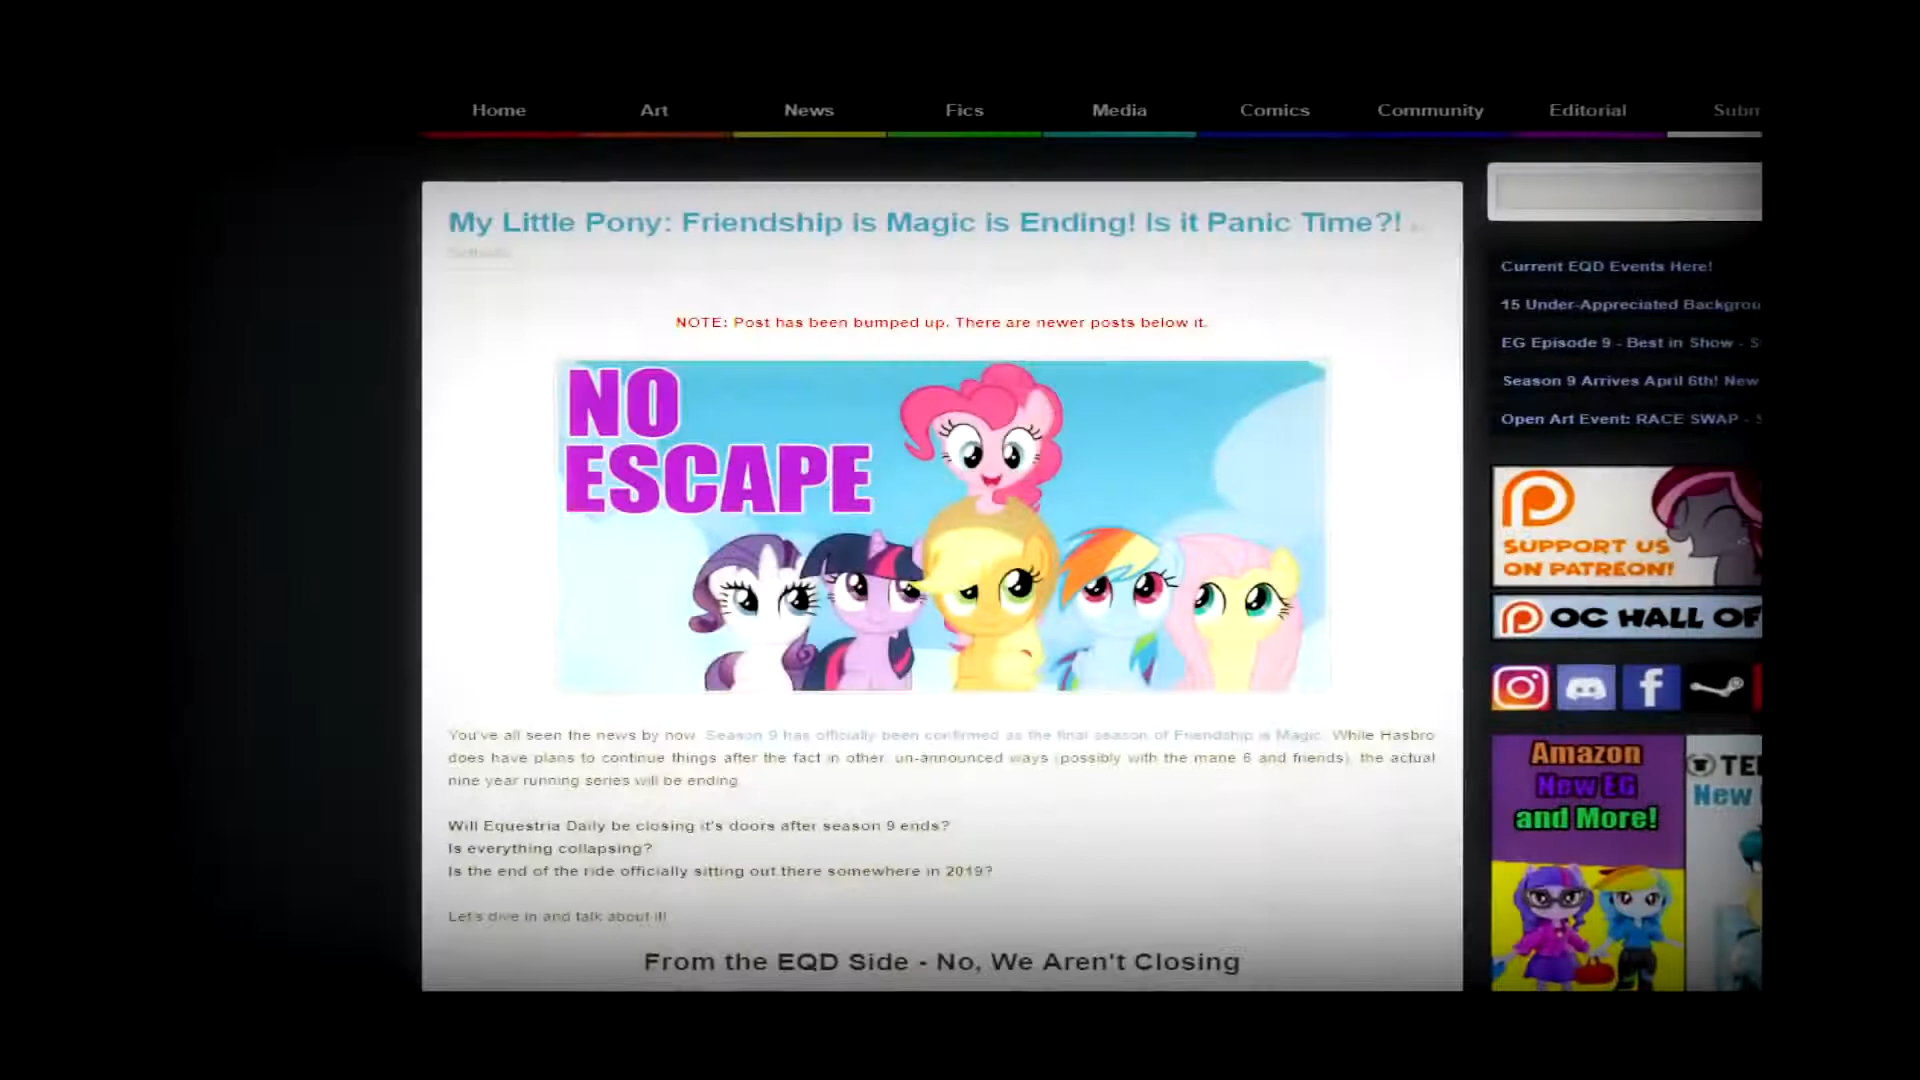 Home Art News Fics Media Comics Community Editorial Subm
My Little Pony: Friendship is Magic is Ending! Is it Panic Time?!
NOTE: Post has been bumped up. There are newer posts below it.
NO
ESCAPE
You've all seen the news by now. Season 9 has officially been confirmed as the final season of Friendship is Magic. While Hasbro
does have plans to continue things after the fact in other, un-announced ways (possibly with the mane 6 and friends), the actual
nine year running series will be ending.
Will Equestria Daily be closing it's doors after season 9 ends?
Is everything collapsing?
Is the end of the ride officially sitting out there somewhere in 2019?
Let's dive in and talk about it!
From the EQD Side - No, We Aren't Closing
Current EQD Events Here!
15 Under-Appreciated Backgrou
EG Episode 9 - Best in Show - S
Season 9 Arrives April 6th! New
Open Art Event: RACE SWAP - S
SUPPORT US
ON PATREON!
OC HALL OF
Amazon
New EG
and More!
TE
New